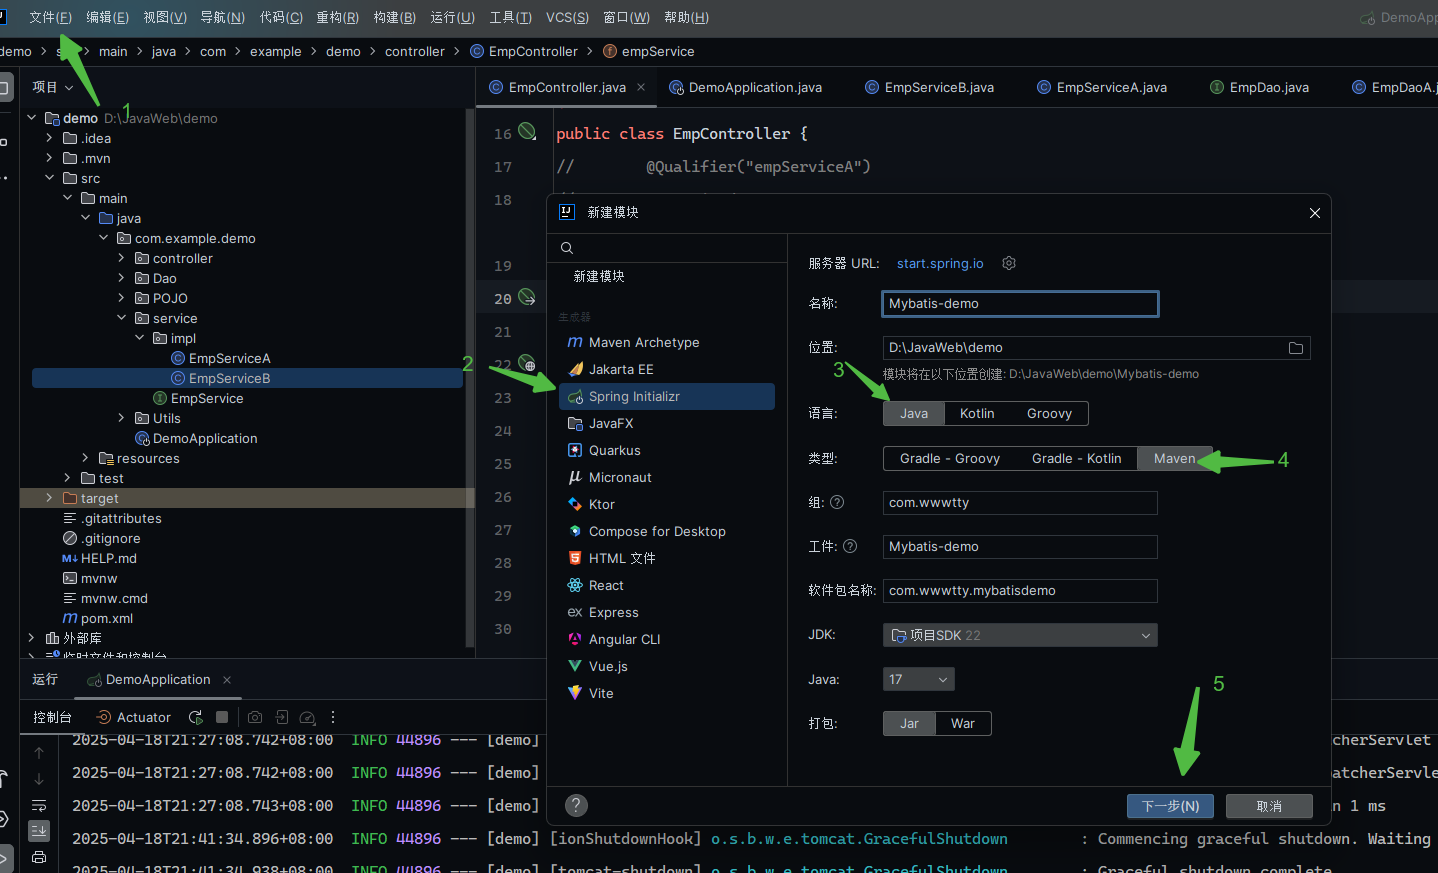 文件(F) 编辑(E) 视图(V) 导航(N) 代码(C) 重构(R) 构建(B) 运行(U) 工具(T) VCS(S) 窗口(W) 帮助(H)
demo > > main > java > com > example > demo > controller > EmpController > empService
项目
EmpController.java × DemoApplication.java EmpServiceB.java EmpServiceA.java EmpDao.java
1
demo D:\JavaWeb\demo
.idea
.mvn
src
main
java
com.example.demo
controller
Dao
POJO
service
impl
EmpServiceA
EmpServiceB
EmpService
Utils
DemoApplication
resources
test
target
.gitattributes
.gitignore
HELP.md
mvnw
mvnw.cmd
pom.xml
外部库
临时文件和控制台
16 public class EmpController {
17 // @Qualifier("empServiceA")
18
19
20
21
22
23
24
25
26
27
28
29
30
新建模块
新建模块
生成器
Maven Archetype
Jakarta EE
2
Spring Initializr
JavaFX
Quarkus
Micronaut
Ktor
Compose for Desktop
HTML 文件
React
Express
Angular CLI
Vue.js
Vite
服务器 URL: start.spring.io
名称: Mybatis-demo
位置: D:\JavaWeb\demo
模块将在以下位置创建: D:\JavaWeb\demo\Mybatis-demo
3
语言: Java Kotlin Groovy
类型: Gradle - Groovy Gradle - Kotlin Maven
4
组: com.wwwtty
工件: Mybatis-demo
软件包名称: com.wwwtty.mybatisdemo
JDK: 项目SDK 22
Java: 17
5
打包: Jar War
? 下一步(N) 取消
运行 DemoApplication ×
控制台 Actuator
2025-04-18T21:27:08.742+08:00 INFO 44896 --- [demo]
2025-04-18T21:27:08.742+08:00 INFO 44896 --- [demo]
2025-04-18T21:27:08.743+08:00 INFO 44896 --- [demo] 1 ms
2025-04-18T21:41:34.896+08:00 INFO 44896 --- [demo] [ionShutdownHook] o.s.b.w.e.tomcat.GracefulShutdown : Commencing graceful shutdown. Waiting
2025-04-18T21:41:34.938+08:00 INFO 44896 --- [demo] [tomcat-shutdown] o.s.b.w.e.tomcat.GracefulShutdown : Graceful shutdown complete